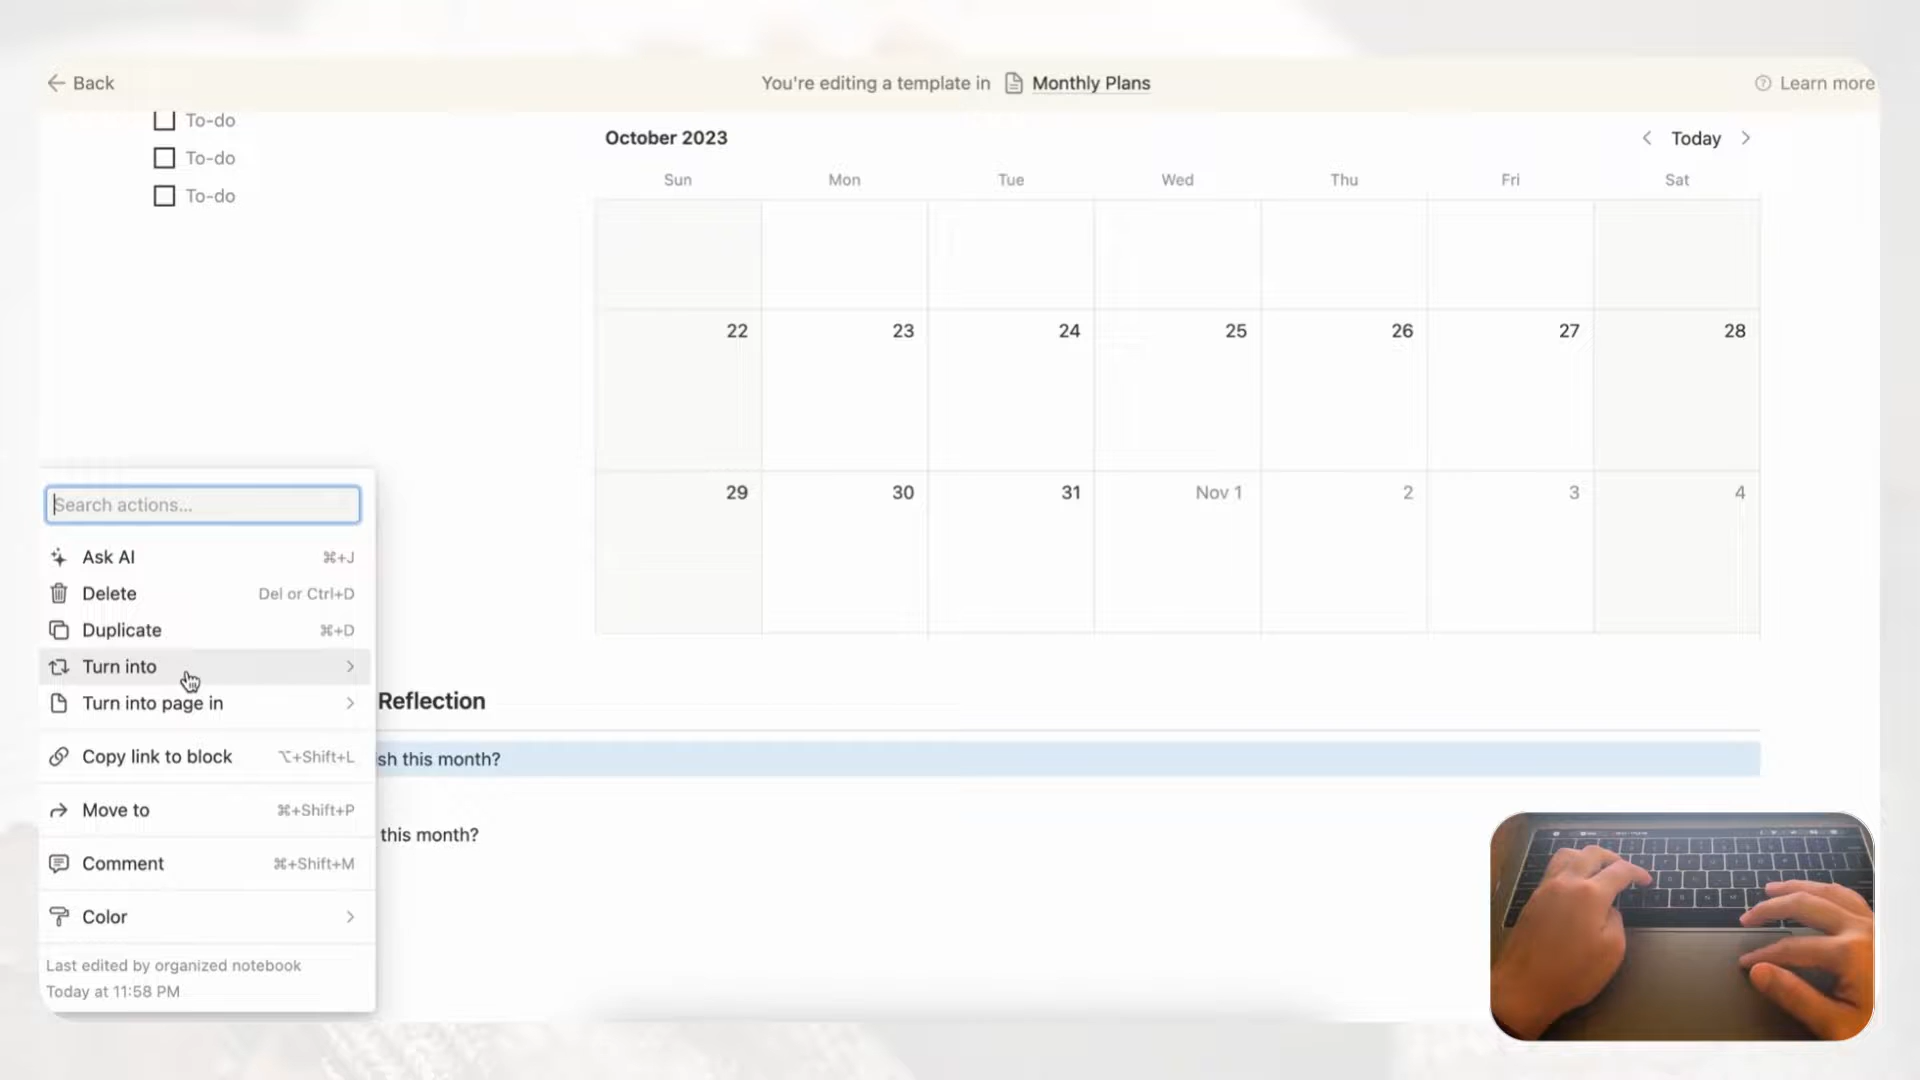 Back
You're editing a template in Monthly Plans
Learn more
To-do
To-do
To-do
October 2023
Today
Sun Mon Tue Wed Thu Fri Sat
22 23 24 25 26 27 28
29 30 31 Nov 1 2 3 4
Search actions...
Ask AI ⌘+J
Delete Del or Ctrl+D
Duplicate ⌘+D
Turn into
Turn into page in
Copy link to block ⌥+Shift+L
Move to ⌘+Shift+P
Comment ⌘+Shift+M
Color
Last edited by organized notebook
Today at 11:58 PM
Reflection
sh this month?
this month?